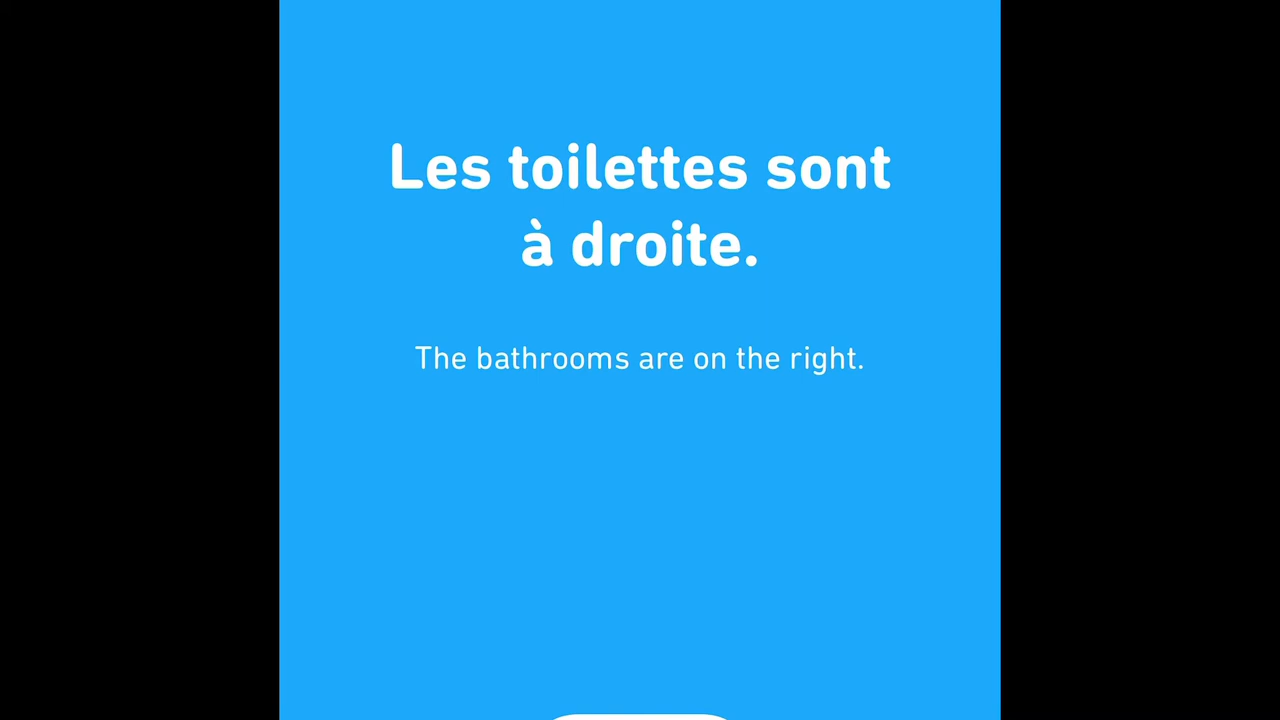 Les toilettes sont
à droite.
The bathrooms are on the right.